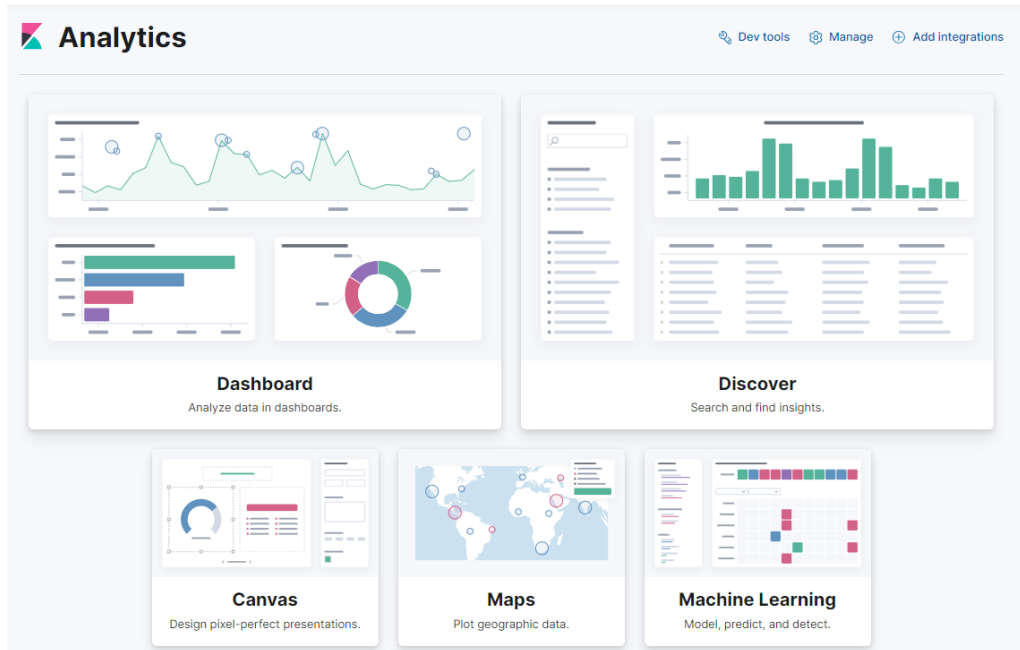 Analytics
Dev tools
Manage
Add integrations
Dashboard
Analyze data in dashboards.
Discover
Search and find insights.
Canvas
Design pixel-perfect presentations.
Maps
Plot geographic data.
Machine Learning
Model, predict, and detect.